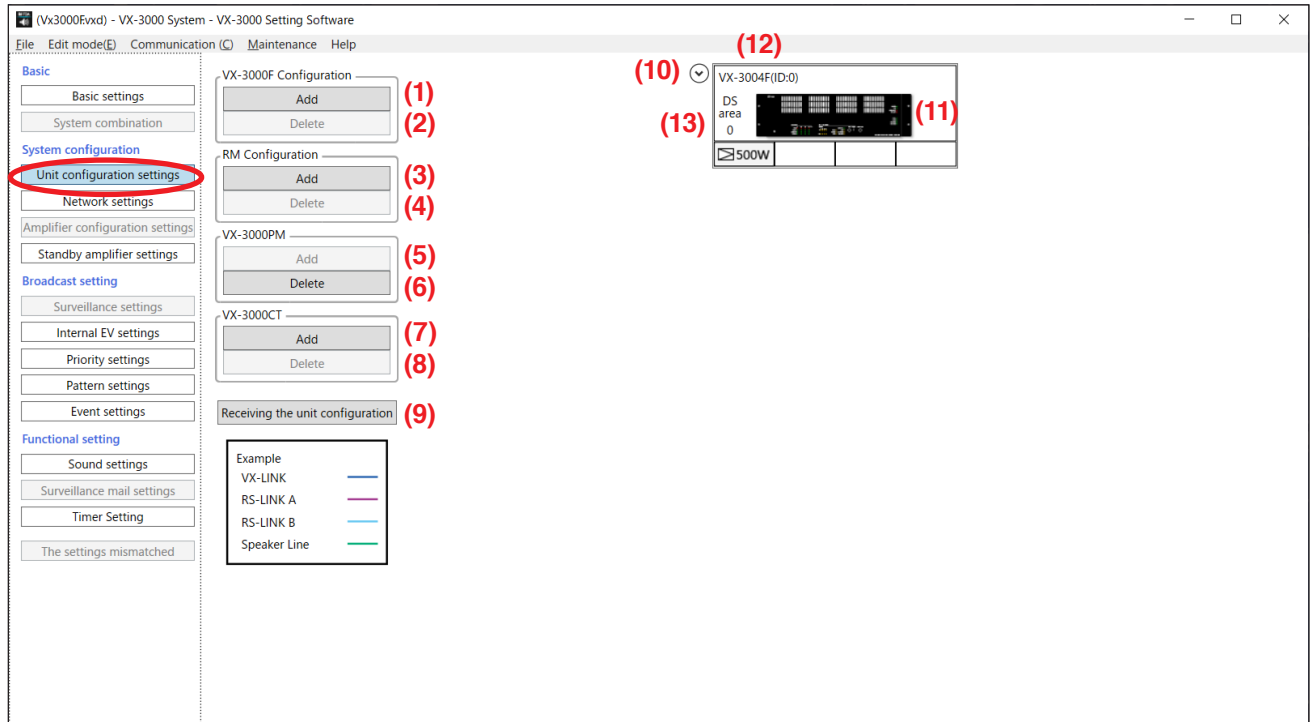 (Vx3000Fvxd) - VX-3000 System - VX-3000 Setting Software
File Edit mode(E) Communication (C) Maintenance Help
Basic
Basic settings
System combination
System configuration
Unit configuration settings
Network settings
Amplifier configuration settings
Standby amplifier settings
Broadcast setting
Surveillance settings
Internal EV settings
Priority settings
Pattern settings
Event settings
Functional setting
Sound settings
Surveillance mail settings
Timer Setting
The settings mismatched
VX-3000F Configuration
Add (1)
Delete (2)
RM Configuration
Add (3)
Delete (4)
VX-3000PM
Add (5)
Delete (6)
VX-3000CT
Add (7)
Delete (8)
Receiving the unit configuration (9)
Example
VX-LINK
RS-LINK A
RS-LINK B
Speaker Line
(12)
(10) VX-3004F(ID:0)
DS
area
0
(11)
(13)
500W